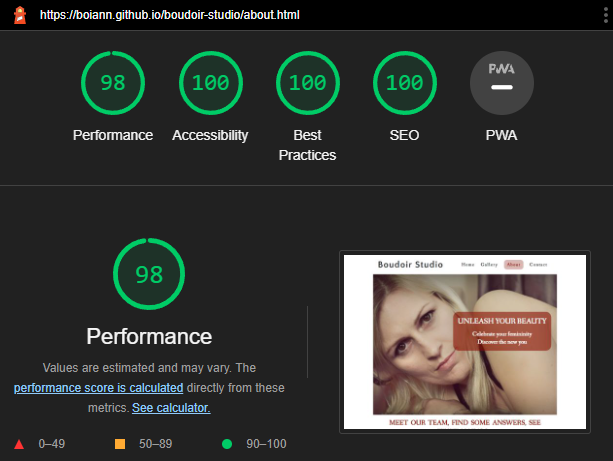 https://boiann.github.io/boudoir-studio/about.html
98
100
100
100
PWA
Performance
Accessibility
Best
Practices
SEO
PWA
98
Performance
Values are estimated and may vary. The
performance score is calculated directly from these
metrics. See calculator.
0–49
50–89
90–100
Boudoir Studio
Home
Gallery
About
Contact
UNLEASH YOUR BEAUTY
Celebrate your femininity
Discover the new you
MEET OUR TEAM, FIND SOME ANSWERS, SEE